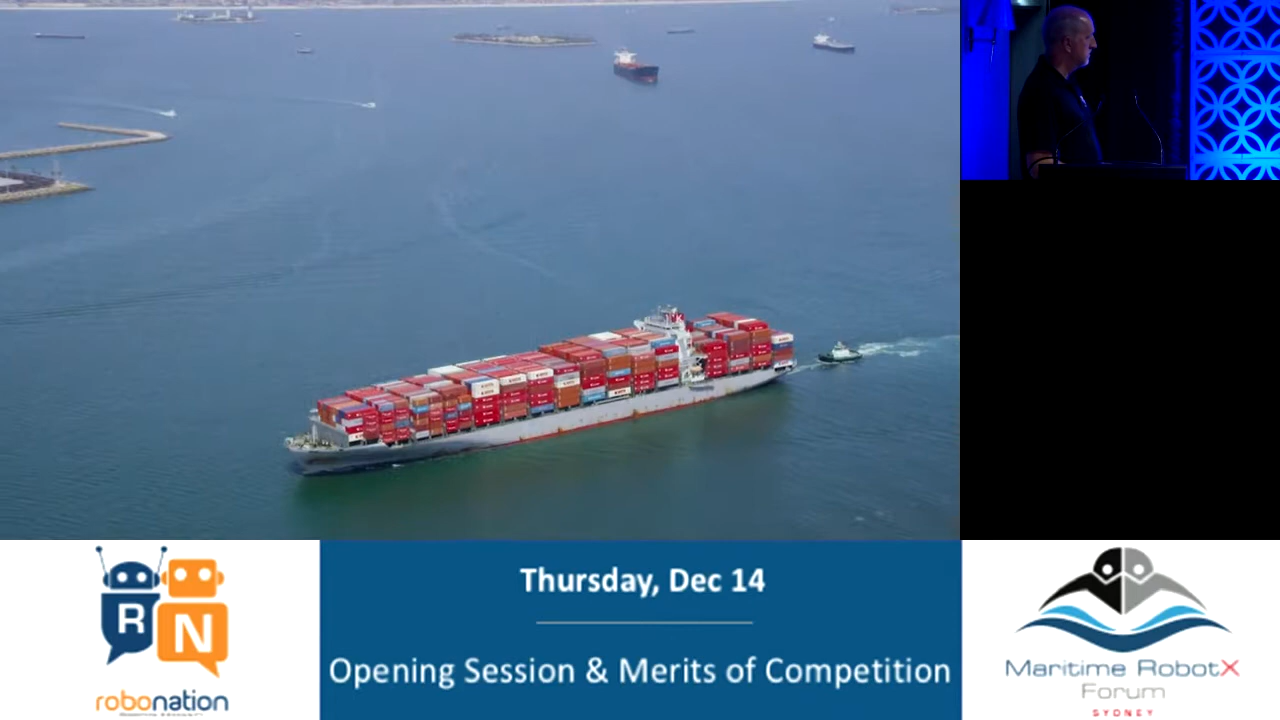 Thursday, Dec 14
Opening Session & Merits of Competition
R N
robonation
Maritime RobotX
Forum
SYDNEY